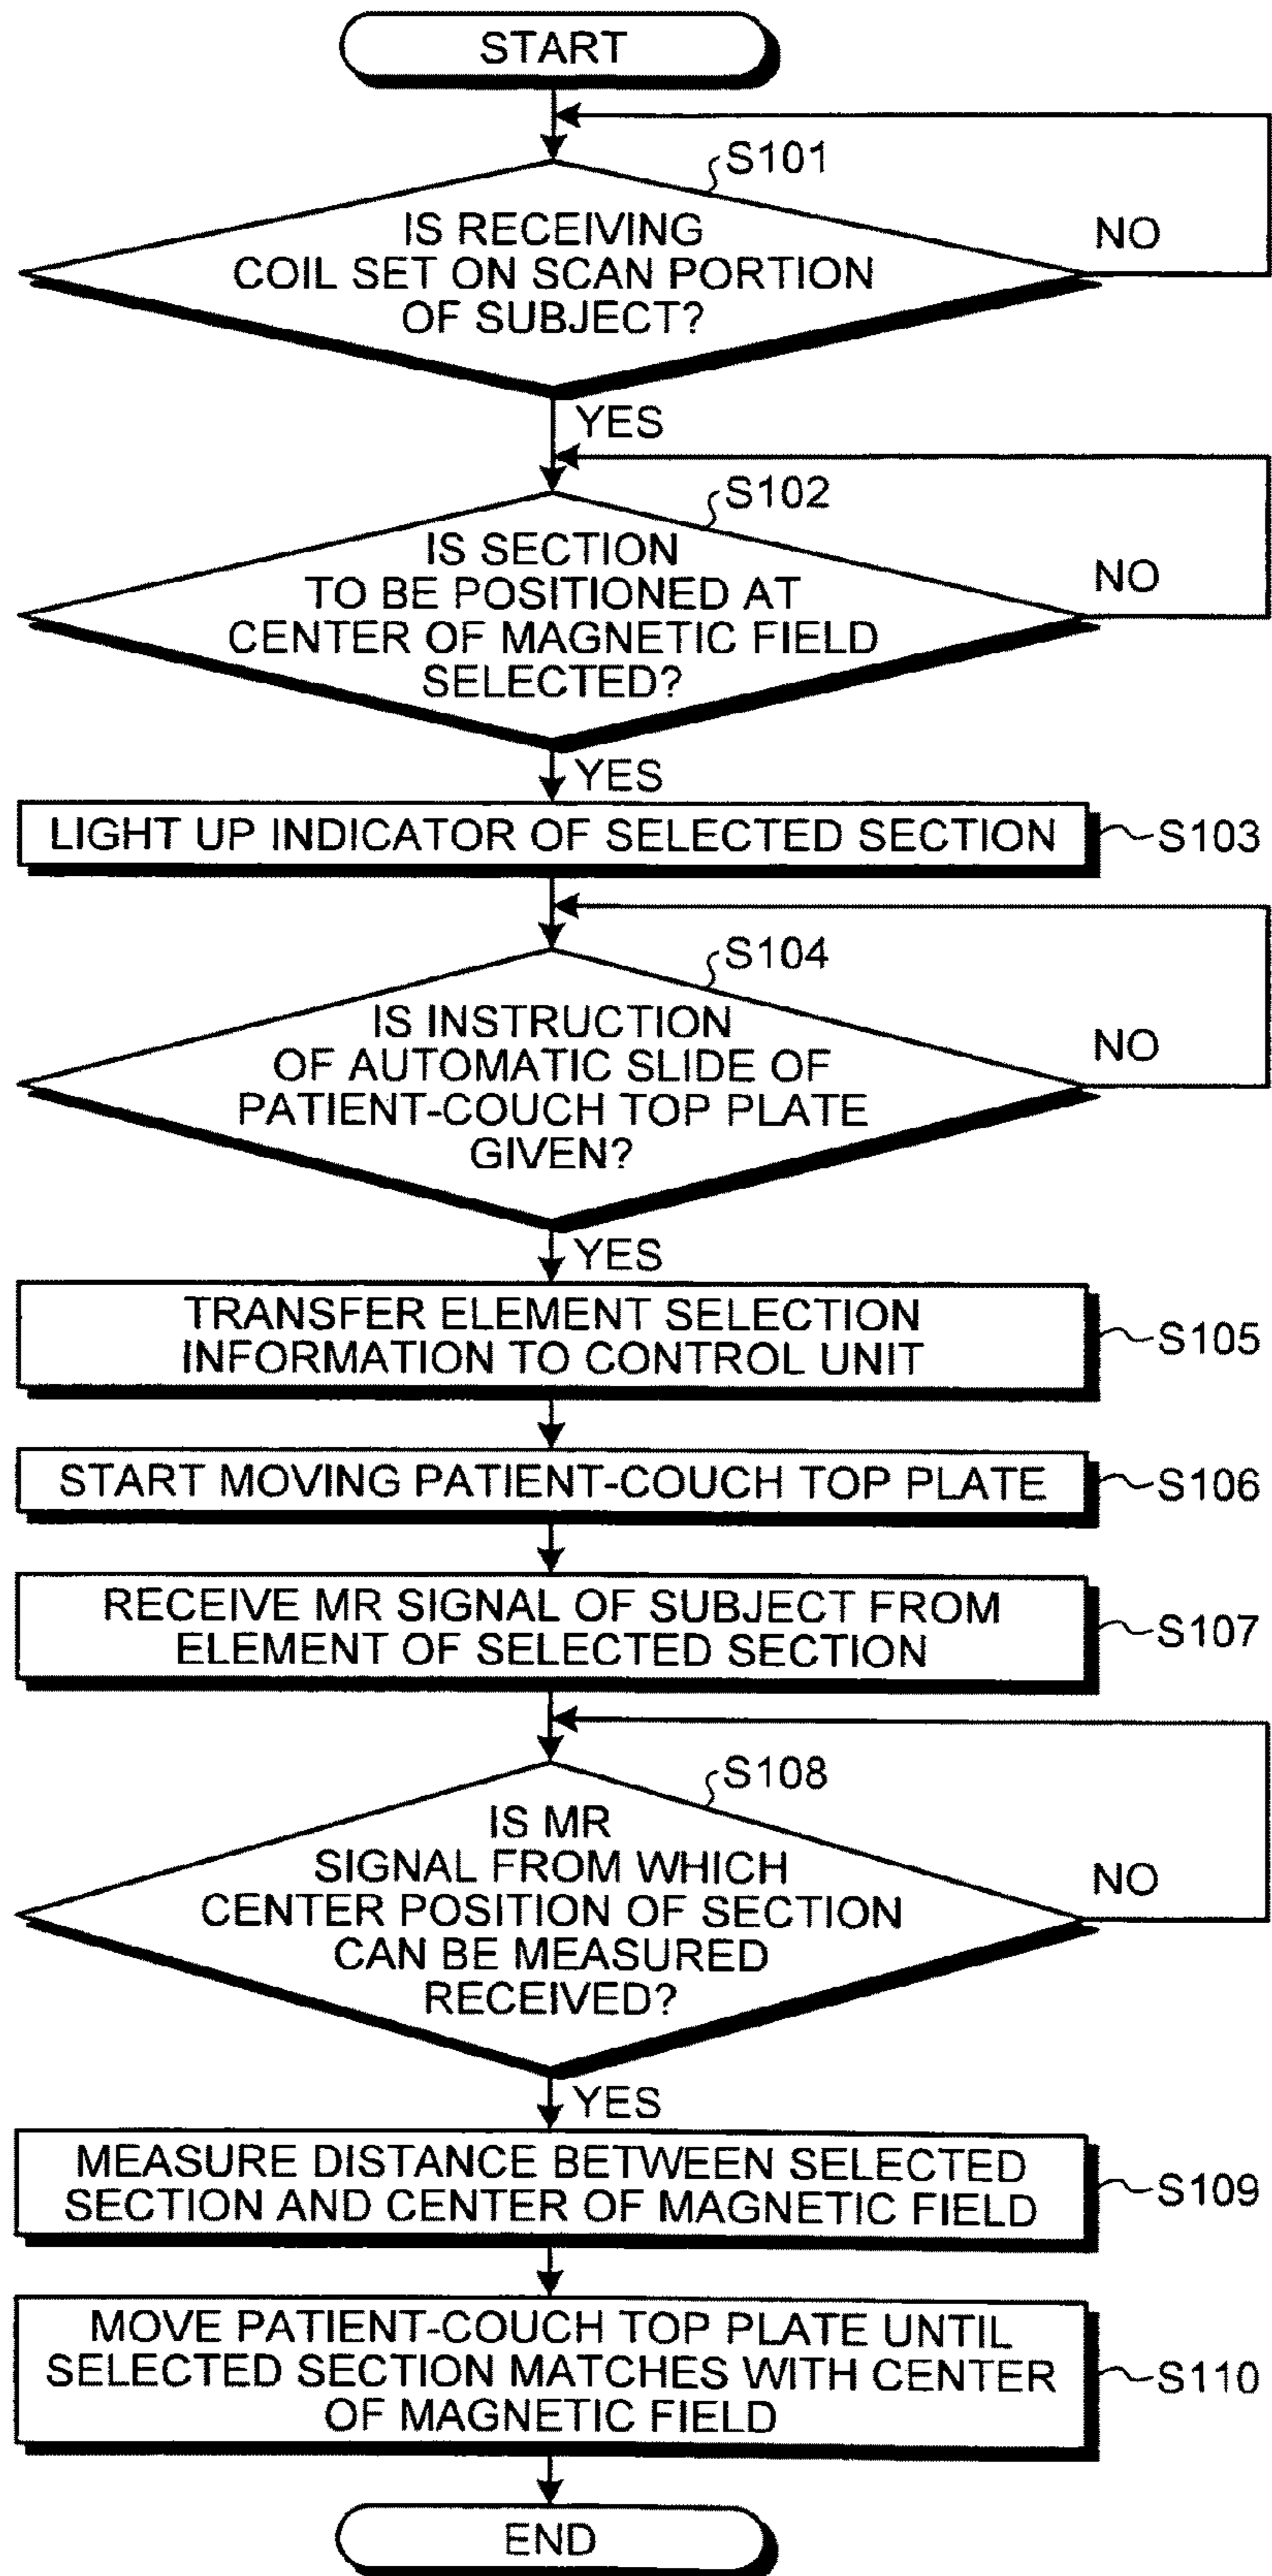 START
S101
IS RECEIVING
COIL SET ON SCAN PORTION
OF SUBJECT?
NO
YES
S102
IS SECTION
TO BE POSITIONED AT
CENTER OF MAGNETIC FIELD
SELECTED?
NO
YES
LIGHT UP INDICATOR OF SELECTED SECTION
S103
S104
IS INSTRUCTION
OF AUTOMATIC SLIDE OF
PATIENT-COUCH TOP PLATE
GIVEN?
NO
YES
TRANSFER ELEMENT SELECTION
INFORMATION TO CONTROL UNIT
S105
START MOVING PATIENT-COUCH TOP PLATE
S106
RECEIVE MR SIGNAL OF SUBJECT FROM
ELEMENT OF SELECTED SECTION
S107
S108
IS MR
SIGNAL FROM WHICH
CENTER POSITION OF SECTION
CAN BE MEASURED
RECEIVED?
NO
YES
MEASURE DISTANCE BETWEEN SELECTED
SECTION AND CENTER OF MAGNETIC FIELD
S109
MOVE PATIENT-COUCH TOP PLATE UNTIL
SELECTED SECTION MATCHES WITH CENTER
OF MAGNETIC FIELD
S110
END